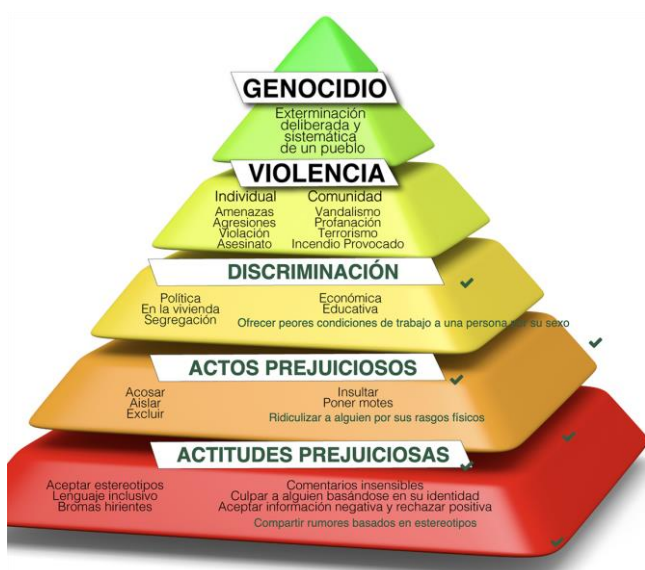 GENOCIDIO
Exterminación
deliberada y
sistemática
de un pueblo
VIOLENCIA
Individual
Amenazas
Agresiones
Violación
Asesinato
Comunidad
Vandalismo
Profanación
Terrorismo
Incendio Provocado
DISCRIMINACIÓN
Política
En la vivienda
Segregación
Económica
Educativa
Ofrecer peores condiciones de trabajo a una persona por su sexo
ACTOS PREJUICIOSOS
Acosar
Aislar
Excluir
Insultar
Poner motes
Ridiculizar a alguien por sus rasgos físicos
ACTITUDES PREJUICIOSAS
Aceptar estereotipos
Lenguaje inclusivo
Bromas hirientes
Comentarios insensibles
Culpar a alguien basándose en su identidad
Aceptar información negativa y rechazar positiva
Compartir rumores basados en estereotipos